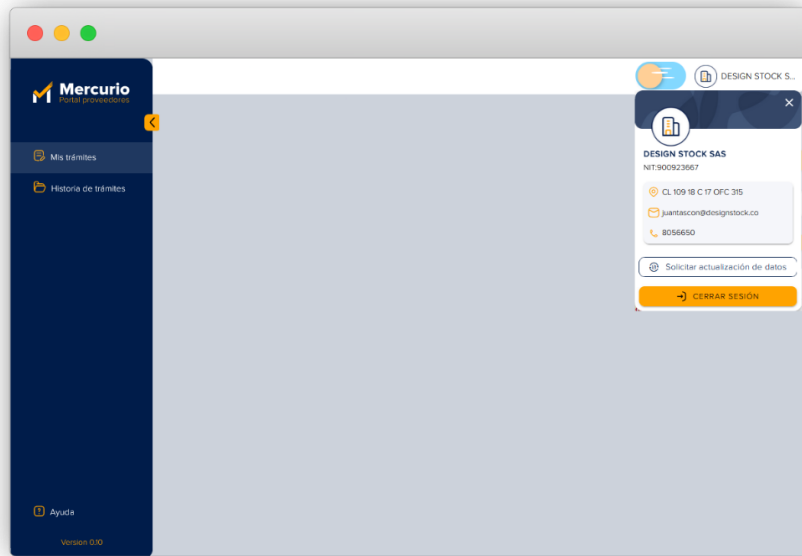 Mercurio
Portal proveedores
DESIGN STOCK S...
Mis trámites
Historia de trámites
DESIGN STOCK SAS
NIT:900923667
CL 109 18 C 17 OFC 315
juantascon@designstock.co
8056650
Solicitar actualización de datos
CERRAR SESIÓN
Ayuda
Version 0.10